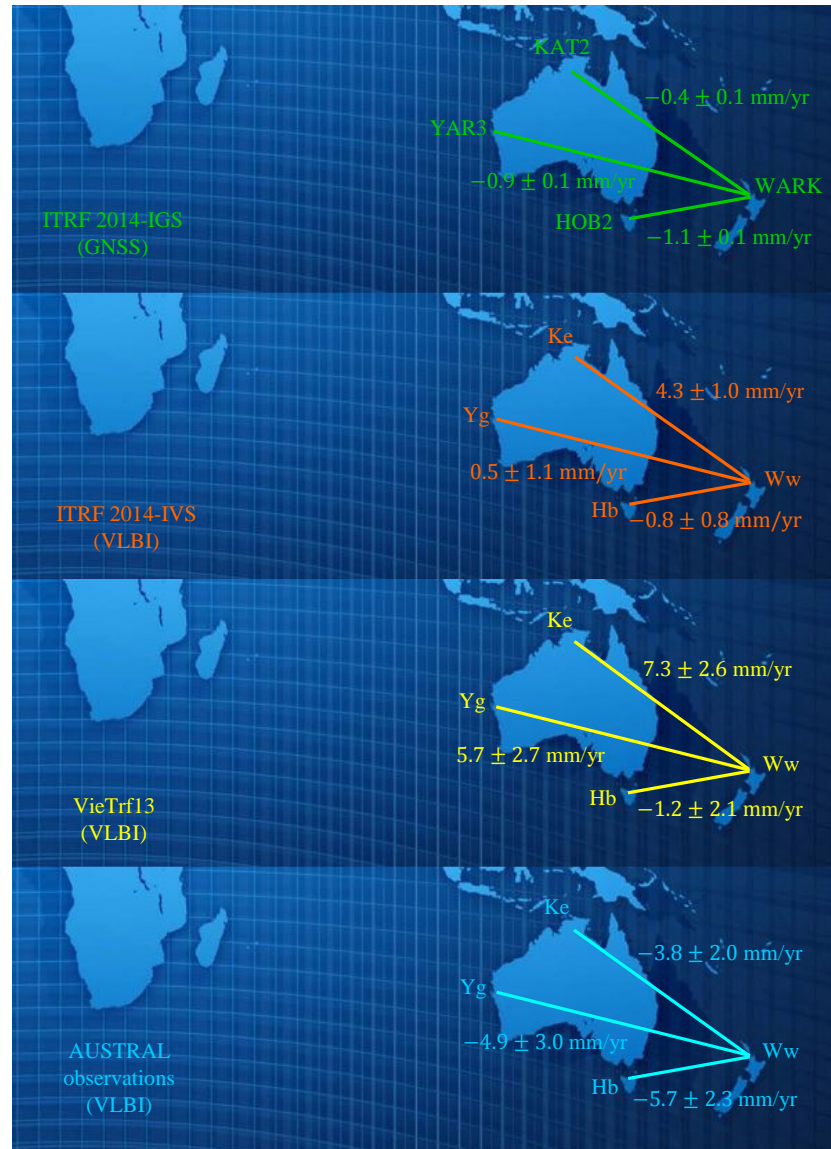 KAT2
−0.4 ± 0.1 mm/yr
YAR3
−0.9 ± 0.1 mm/yr
WARK
ITRF 2014-IGS
(GNSS)
HOB2
−1.1 ± 0.1 mm/yr
Ke
4.3 ± 1.0 mm/yr
Yg
0.5 ± 1.1 mm/yr
Ww
ITRF 2014-IVS
(VLBI)
Hb
−0.8 ± 0.8 mm/yr
Ke
7.3 ± 2.6 mm/yr
Yg
5.7 ± 2.7 mm/yr
Ww
VieTrf13
(VLBI)
Hb
−1.2 ± 2.1 mm/yr
Ke
−3.8 ± 2.0 mm/yr
Yg
−4.9 ± 3.0 mm/yr
Ww
AUSTRAL
observations
(VLBI)
Hb
−5.7 ± 2.3 mm/yr